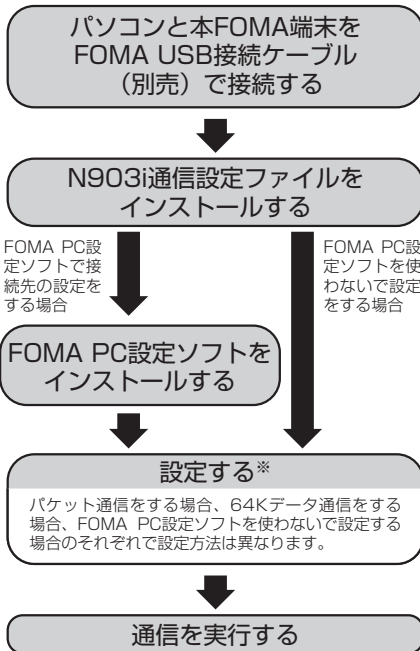 パソコンと本FOMA端末を
FOMA USB接続ケーブル
（別売）で接続する
N903i通信設定ファイルを
インストールする
FOMA PC設
定ソフトで接
続先の設定を
する場合
FOMA PC設
定ソフトを使
わないで設定
をする場合
FOMA PC設定ソフトを
インストールする
設定する※
パケット通信をする場合、64Kデータ通信をする
場合、FOMA PC設定ソフトを使わないで設定する
場合のそれぞれで設定方法は異なります。
通信を実行する